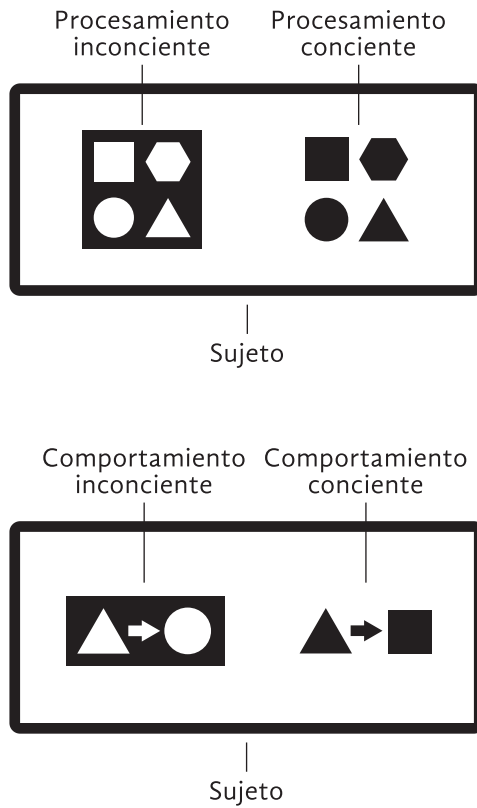 Procesamiento
inconciente
Procesamiento
conciente
Sujeto
Comportamiento
inconciente
Comportamiento
conciente
Sujeto